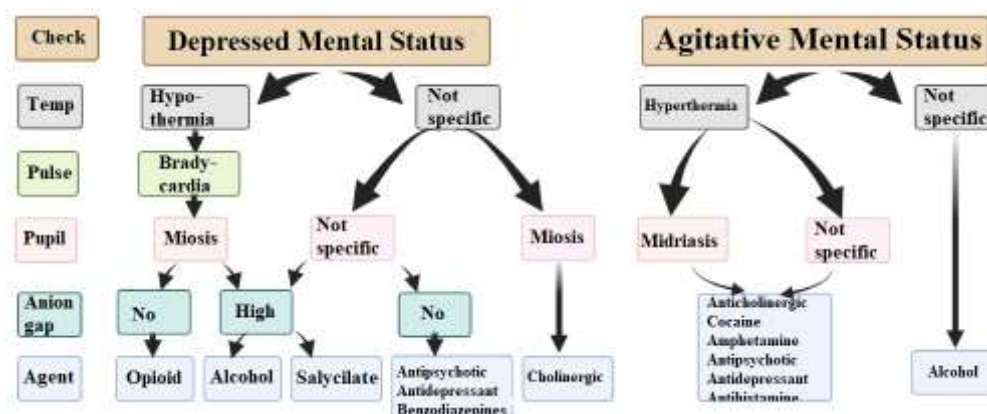 Check
Depressed Mental Status
Agitative Mental Status
Temp
Hypo-
thermia
Not
specific
Hyperthermia
Not
specific
Pulse
Brady-
cardia
Pupil
Miosis
Not
specific
Miosis
Midriasis
Not
specific
Anion
gap
No
High
No
Anticholinergic
Cocaine
Amphetamine
Antipsychotic
Antidepressant
Antihistamine
Agent
Opioid
Alcohol
Salycilate
Antipsychotic
Antidepressant
Benzodiazepines
Cholinergic
Alcohol